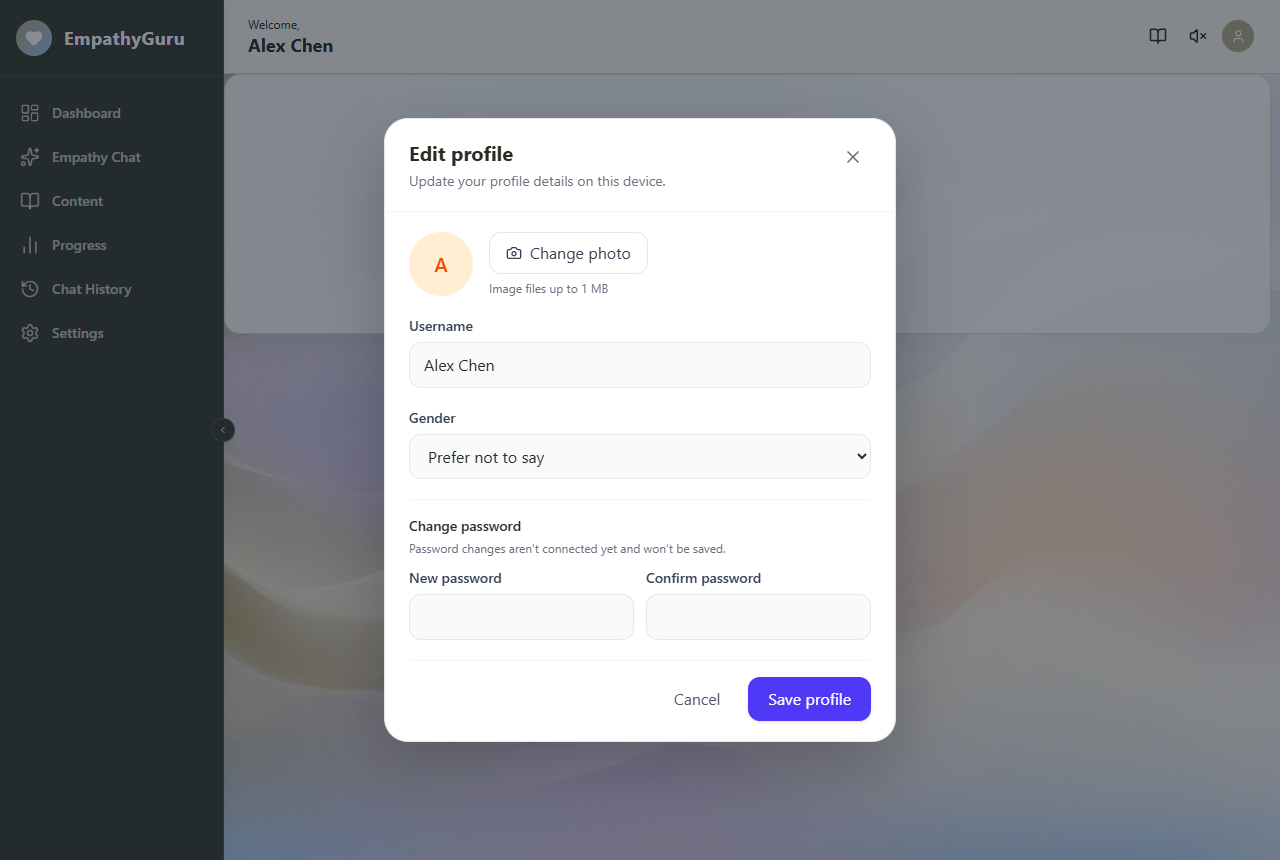 EmpathyGuru
Welcome,
Alex Chen
Dashboard
Empathy Chat
Content
Progress
Chat History
Settings
Edit profile
Update your profile details on this device.
A
Change photo
Image files up to 1 MB
Username
Alex Chen
Gender
Prefer not to say
Change password
Password changes aren't connected yet and won't be saved.
New password
Confirm password
Cancel
Save profile